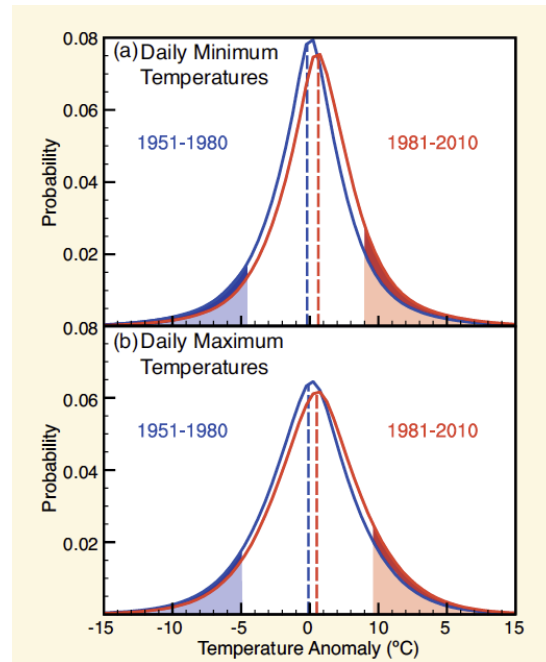 0.08
(a) Daily Minimum
Temperatures
0.06
1951-1980
1981-2010
Probability
0.04
0.02
0.08
(b) Daily Maximum
Temperatures
0.06
1951-1980
1981-2010
Probability
0.04
0.02
-15 -10 -5 0 10 5 15
Temperature Anomaly (ºC)